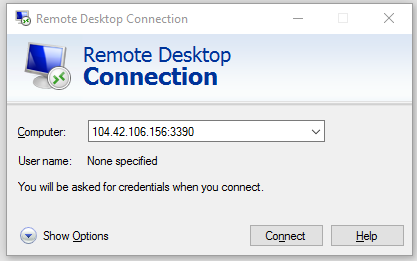 Remote Desktop Connection
Remote Desktop
Connection
Computer: 104.42.106.156:3390
User name: None specified
You will be asked for credentials when you connect.
Show Options Connect Help